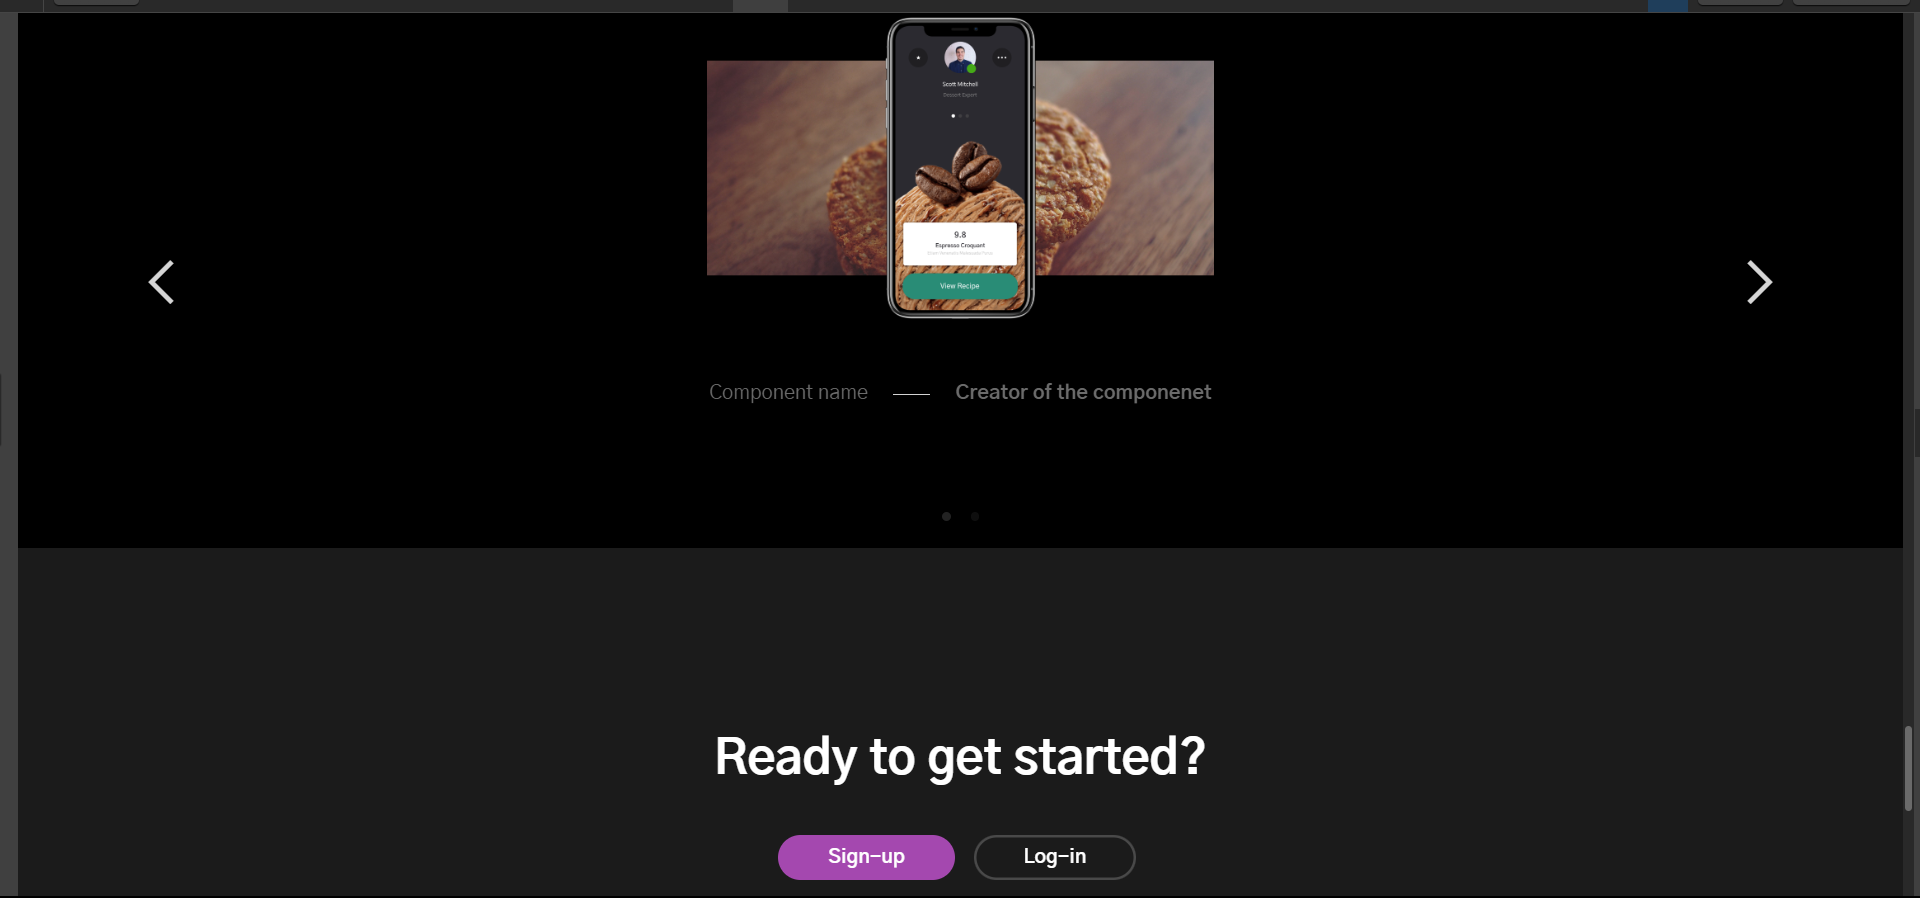 Scott Mitchell
Dessert Expert
9.8
Espresso Croquant
View Recipe
Component name
Creator of the componenet
Ready to get started?
Sign-up
Log-in